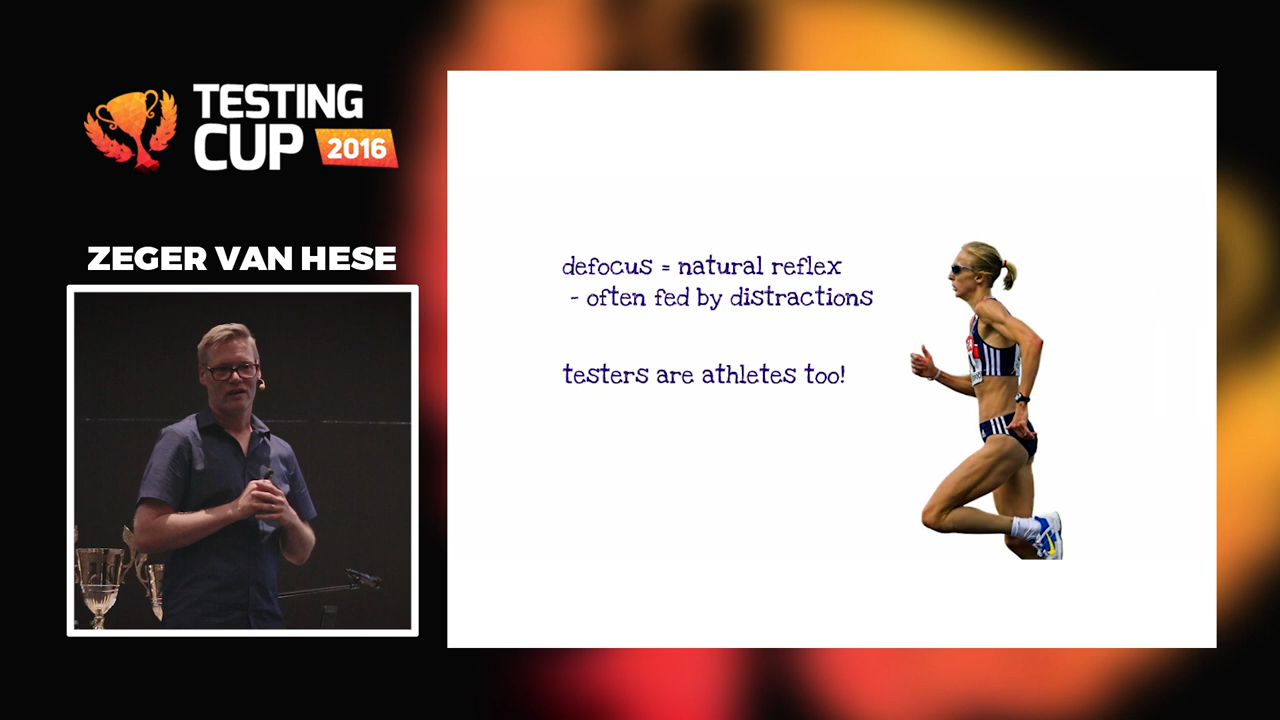 TESTING
CUP 2016
ZEGER VAN HESE
defocus = natural reflex
- often fed by distractions
testers are athletes too!